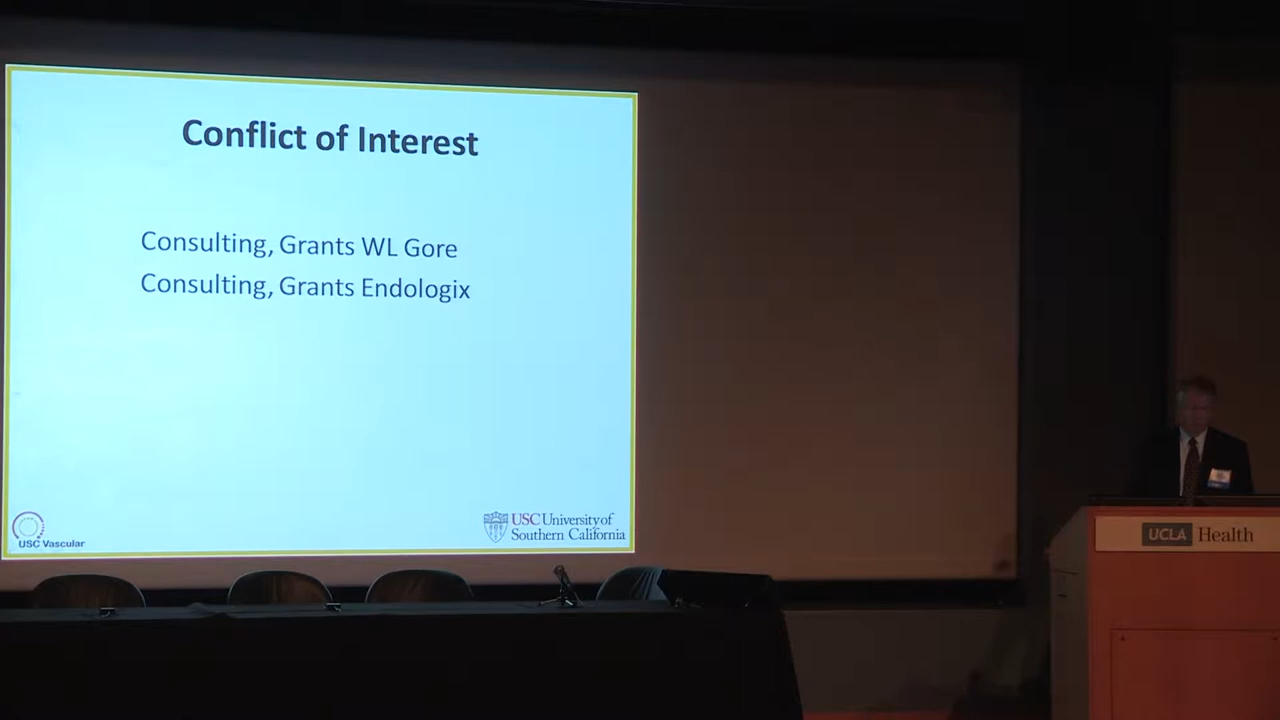 Conflict of Interest
Consulting, Grants WL Gore
Consulting, Grants Endologix
USC Vascular
USC University of
Southern California
UCLA Health